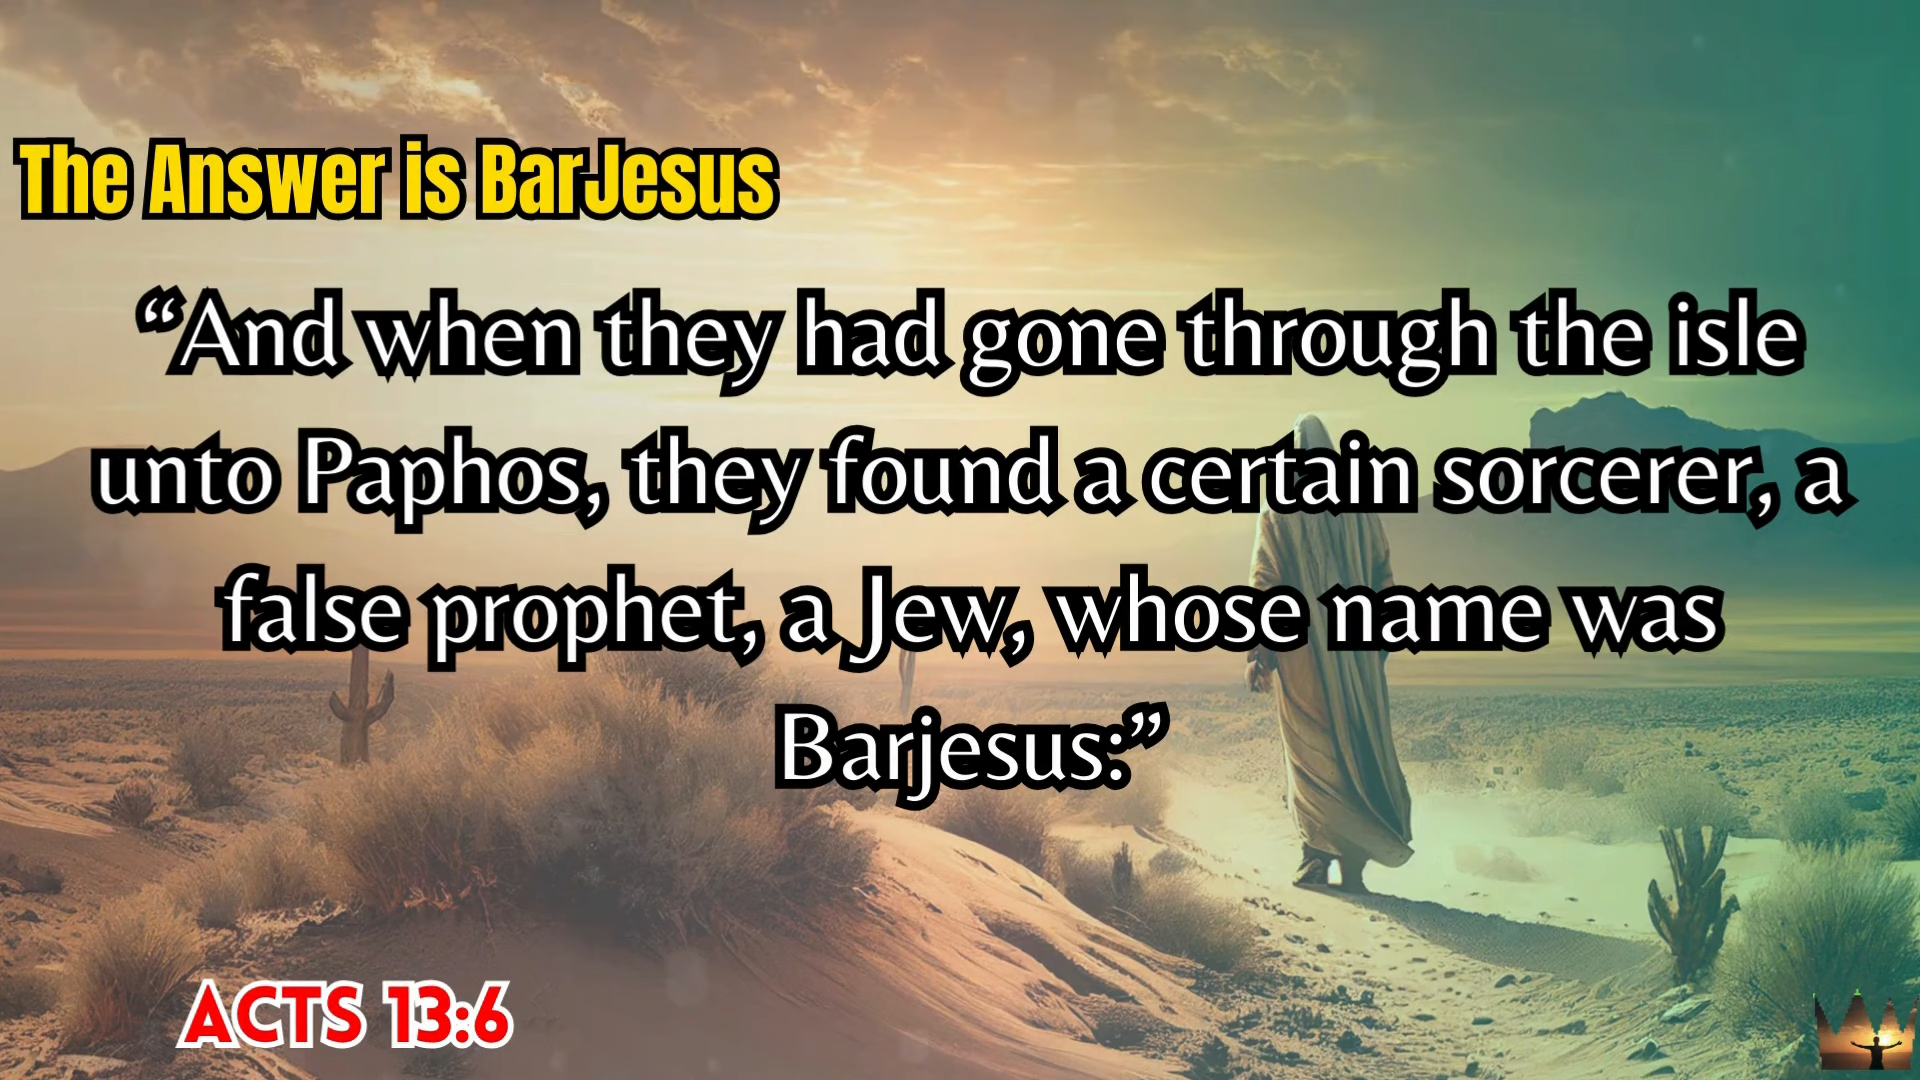 The Answer is BarJesus
“And when they had gone through the isle
unto Paphos, they found a certain sorcerer, a
false prophet, a Jew, whose name was
Barjesus:”
ACTS 13:6